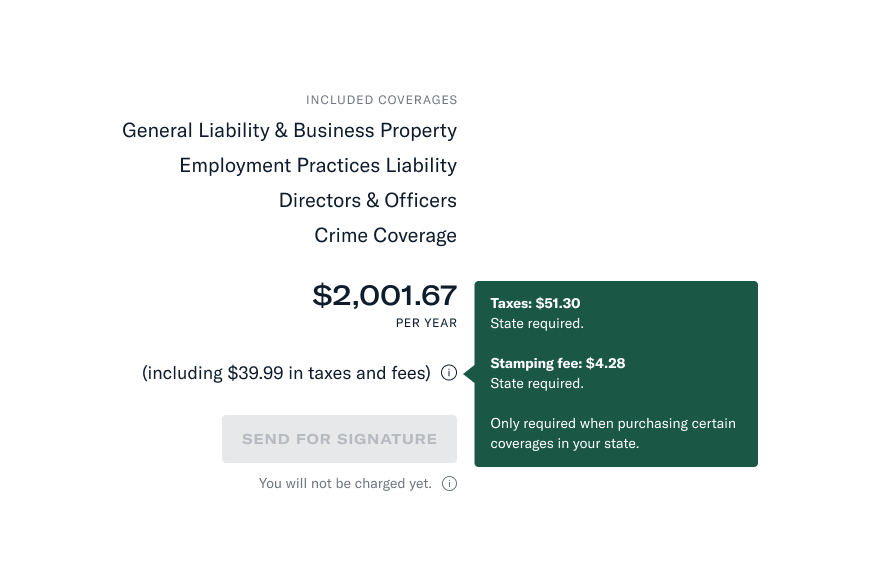 INCLUDED COVERAGES
General Liability & Business Property
Employment Practices Liability
Directors & Officers
Crime Coverage
$2,001.67
PER YEAR
(including $39.99 in taxes and fees)
Taxes: $51.30
State required.
Stamping fee: $4.28
State required.
Only required when purchasing certain
coverages in your state.
SEND FOR SIGNATURE
You will not be charged yet.